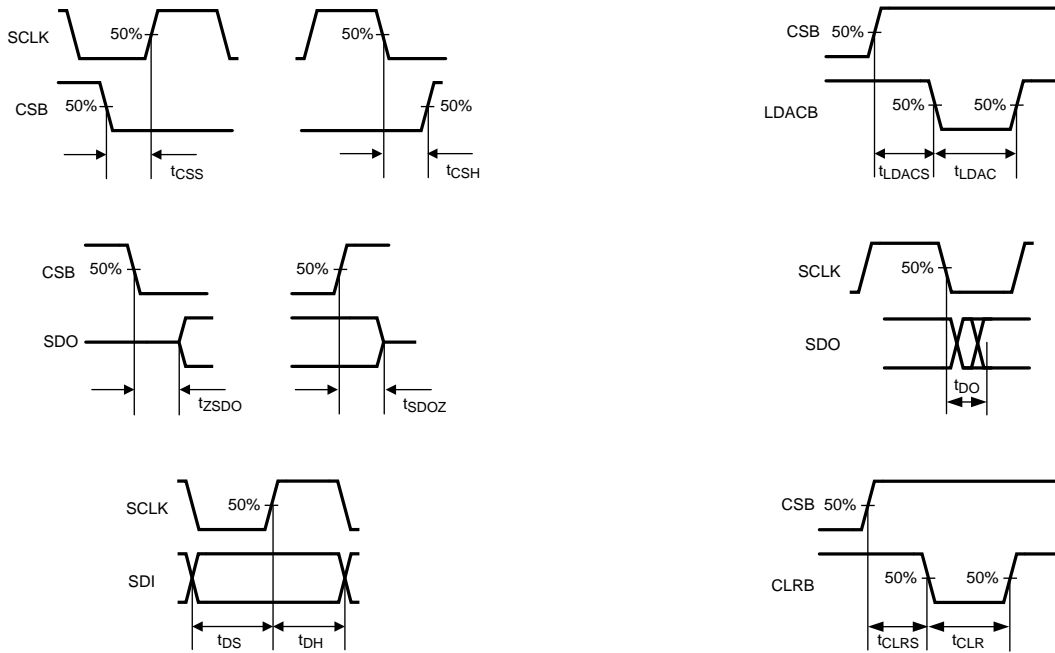 SCLK
50%
50%
CSB
50%
50%
tCSS
tCSH
CSB
50%
LDACB
50%
50%
tLDACS
tLDAC
CSB
50%
50%
SDO
tZSDO
tSDOZ
SCLK
50%
SDO
tDO
SCLK
50%
SDI
tDS
tDH
CSB
50%
CLRB
50%
50%
tCLRS
tCLR